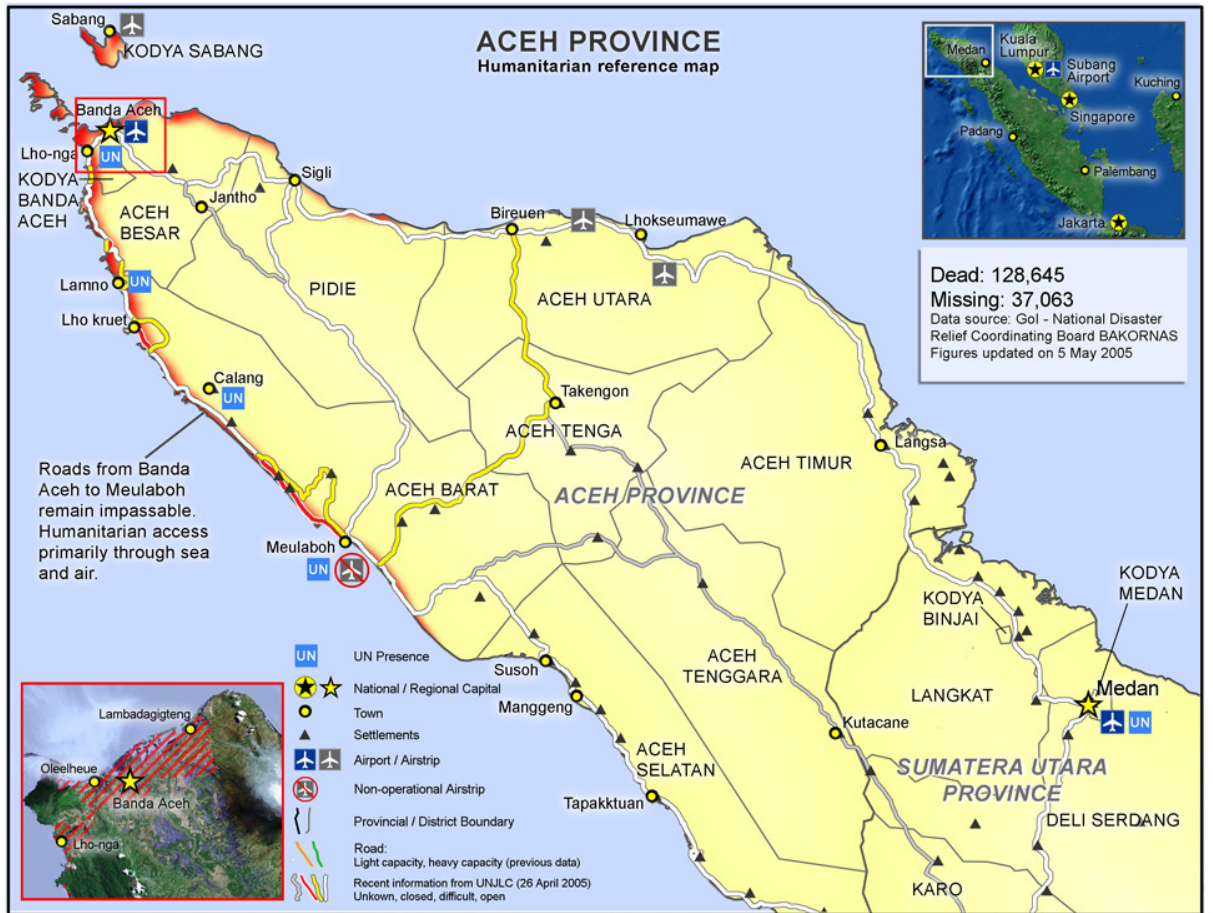 ACEH PROVINCE
Humanitarian reference map
Sabang
KODYA SABANG
Banda Aceh
Lho-nga
UN
KODYA
BANDA
ACEH
ACEH
BESAR
Jantho
Sigli
Bireuen
Lhokseumawe
Lamno
UN
PIDIE
ACEH UTARA
Lho kruet
Calang
UN
Takengon
ACEH TENGA
Langsa
ACEH TIMUR
ACEH BARAT
ACEH PROVINCE
Roads from Banda
Aceh to Meulaboh
remain impassable.
Humanitarian access
primarily through sea
and air.
Meulaboh
UN
KODYA
MEDAN
KODYA
BINJAI
Susoh
Manggeng
ACEH
TENGGARA
LANGKAT
Medan
UN
Kutacane
ACEH
SELATAN
SUMATERA UTARA
PROVINCE
Tapakktuan
DELI SERDANG
KARO
Medan
Kuala
Lumpur
Subang
Airport
Kuching
Singapore
Padang
Palembang
Jakarta
Dead: 128,645
Missing: 37,063
Data source: GoI - National Disaster
Relief Coordinating Board BAKORNAS
Figures updated on 5 May 2005
UN
UN Presence
National / Regional Capital
Town
Settlements
Airport / Airstrip
Non-operational Airstrip
Provincial / District Boundary
Road:
Light capacity, heavy capacity (previous data)
Recent information from UNJLC (26 April 2005)
Unkown, closed, difficult, open
Lambadagigteng
Oleelheue
Banda Aceh
Lho-nga